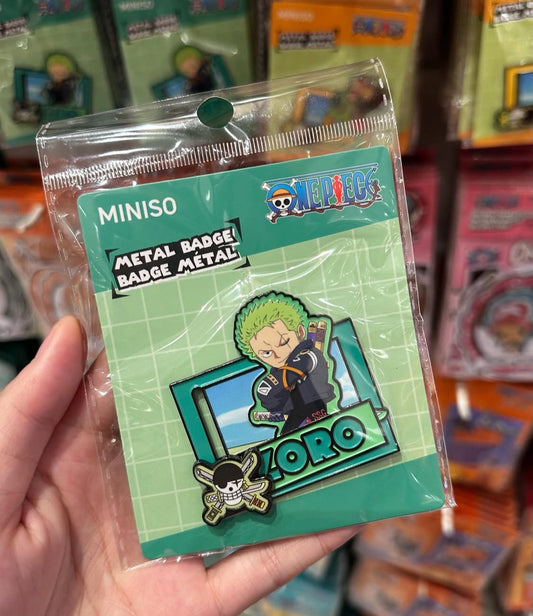 MINISO
ONE PIECE
METAL BADGE
BADGE MÉTAL
ZORO